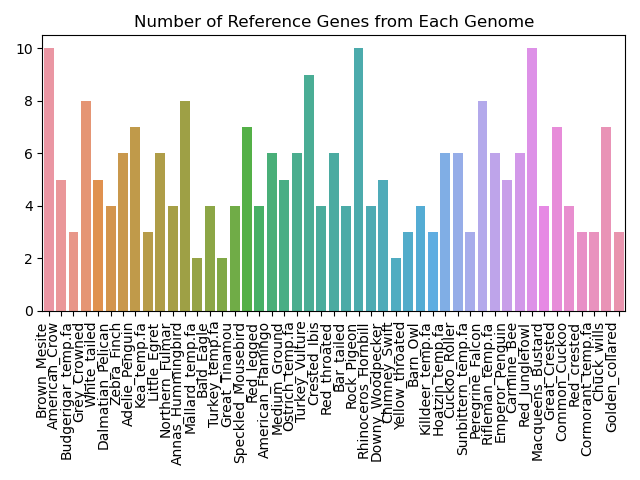 Number of Reference Genes from Each Genome
10
8
6
4
2
0
Brown_Mesite
American_Crow
Budgerigar_temp.fa
Grey_Crowned
White_tailed
Dalmatian_Pelican
Zebra_Finch
Adelie_Penguin
Kea_temp.fa
Little_Egret
Northern_Fulmar
Annas_Hummingbird
Mallard_temp.fa
Bald_Eagle
Turkey_temp.fa
Great_Tinamou
Speckled_Mousebird
Red_legged
American_Flamingo
Medium_Ground
Ostrich_temp.fa
Turkey_Vulture
Crested_Ibis
Red_throated
Bar_tailed
Rock_Pigeon
Rhinoceros_Hornbill
Downy_Woodpecker
Chimney_Swift
Yellow_throated
Barn_Owl
Killdeer_temp.fa
Hoatzin_temp.fa
Cuckoo_Roller
Sunbittern_temp.fa
Peregrine_Falcon
Rifleman_temp.fa
Emperor_Penguin
Carmine_Bee
Red_Junglefowl
Macqueens_Bustard
Great_Crested
Common_Cuckoo
Red_crested
Cormorant_temp.fa
Chuck_wills
Golden_collared